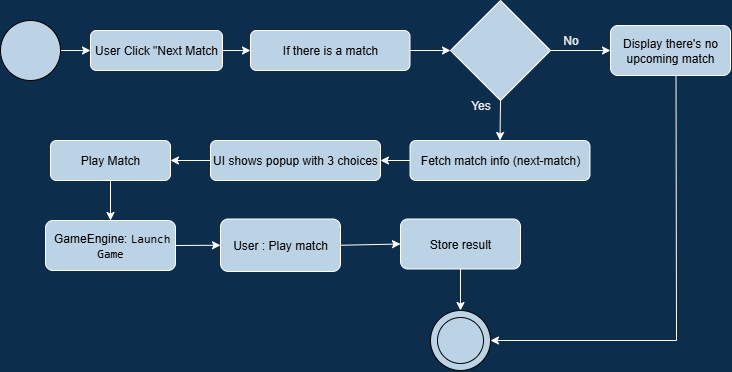 User Click "Next Match
If there is a match
No
Display there's no
upcoming match
Yes
Play Match
UI shows popup with 3 choices
Fetch match info (next-match)
GameEngine: Launch
Game
User : Play match
Store result